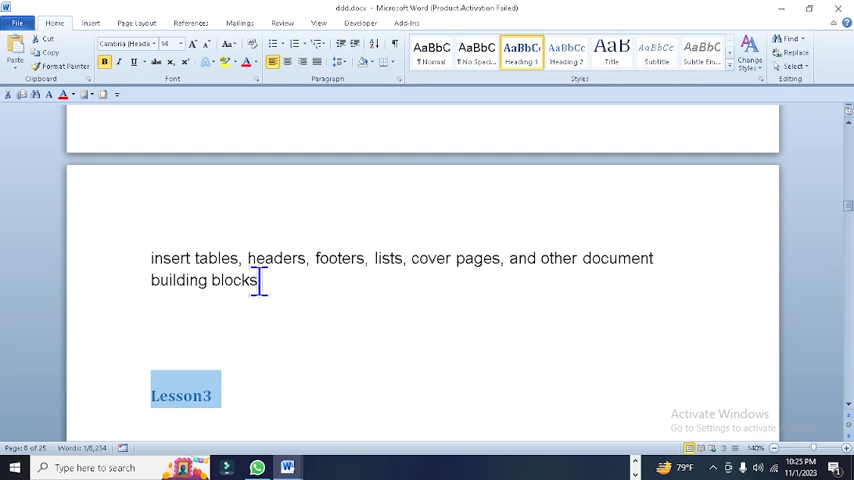 ddd.docx - Microsoft Word (Product Activation Failed)
File Home Insert Page Layout References Mailings Review View Developer Add-Ins
Paste Cut Copy Format Painter Clipboard
Cambria (Heade 14 Font
Paragraph
AaBbCc ¶ Normal AaBbCc ¶ No Spaci... AaBbCc Heading 1 AaBbCc Heading 2 AaB Title AaBbCc Subtitle AaBbCc Subtle Em... Change Styles Styles
Find Replace Select Editing
insert tables, headers, footers, lists, cover pages, and other document
building blocks
Lesson3
Activate Windows
Go to Settings to activate
Page: 8 of 25 Words: 1/8,234 140%
Type here to search 79°F 10:25 PM
11/1/2023